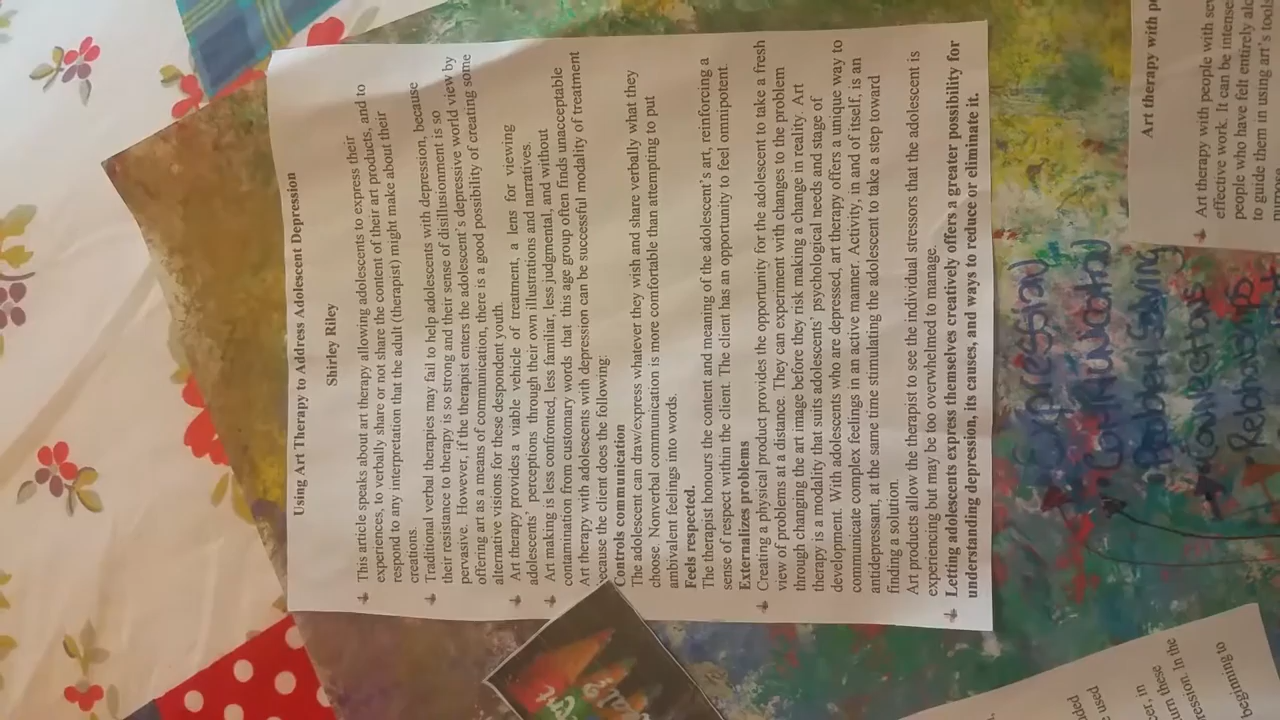 Using Art Therapy to Address Adolescent Depression
Shirley Riley
This article speaks about art therapy allowing adolescents to express their
experiences, to verbally share or not share the content of their art products, and to
respond to any interpretation that the adult (therapist) might make about their
creations.
Traditional verbal therapies may fail to help adolescents with depression, because
their resistance to therapy is so strong and their sense of disillusionment is so
pervasive. However, if the therapist enters the adolescent's depressive world view by
offering art as a means of communication, there is a good possibility of creating some
alternative visions for these despondent youth.
Art therapy provides a viable vehicle of treatment, a lens for viewing
adolescents' perceptions through their own illustrations and narratives.
Art making is less confronted, less familiar, less judgmental, and without
contamination from customary words that this age group often finds unacceptable
Art therapy with adolescents with depression can be successful modality of treatment
because the client does the following:
Controls communication
The adolescent can draw/express whatever they wish and share verbally what they
choose. Nonverbal communication is more comfortable than attempting to put
ambivalent feelings into words.
Feels respected.
The therapist honours the content and meaning of the adolescent's art, reinforcing a
sense of respect within the client. The client has an opportunity to feel omnipotent.
Externalizes problems
Creating a physical product provides the opportunity for the adolescent to take a fresh
view of problems at a distance. They can experiment with changes to the problem
through changing the art image before they risk making a change in reality. Art
therapy is a modality that suits adolescents' psychological needs and stage of
development. With adolescents who are depressed, art therapy offers a unique way to
communicate complex feelings in an active manner. Activity, in and of itself, is an
antidepressant, at the same time stimulating the adolescent to take a step toward
finding a solution.
Art products allow the therapist to see the individual stressors that the adolescent is
experiencing but may be too overwhelmed to manage.
Letting adolescents express themselves creatively offers a greater possibility for
understanding depression, its causes, and ways to reduce or eliminate it.
Expression
Communication
Problem Solving
Connections
Relationships
Art therapy with
Art therapy with people with
effective work. It can be
people who have felt entirely
to guide them in using art's tools
in
used
these
In the
beginning to